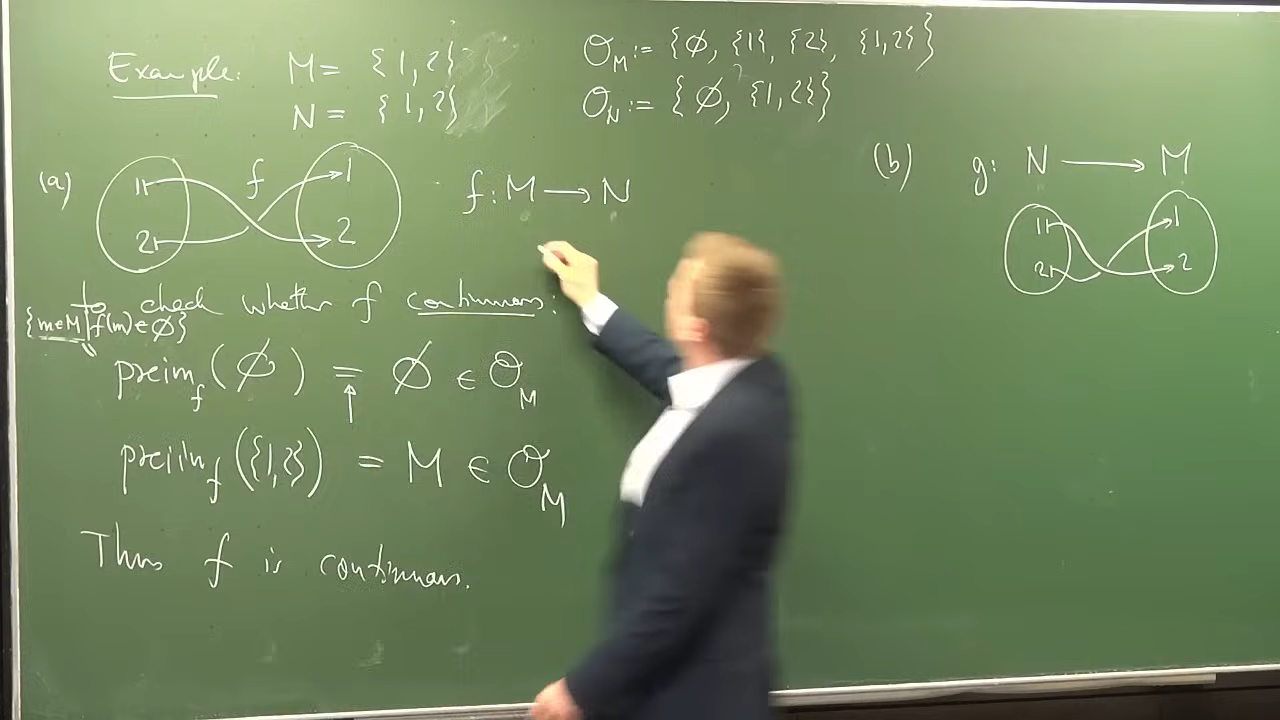 Example: M = {1,2}
N = {1,2}
𝒪_M := {∅, {1}, {2}, {1,2}}
𝒪_N := {∅, {1,2}}
(a)
1
2
f
1
2
f: M ⟶ N
to check whether f continuous:
{m∈M | f(m) ∈ ∅}
preim_f(∅) = ∅ ∈ 𝒪_M
preim_f({1,2}) = M ∈ 𝒪_M
Thus f is continuous.
(b) g: N ⟶ M
1
2
1
2